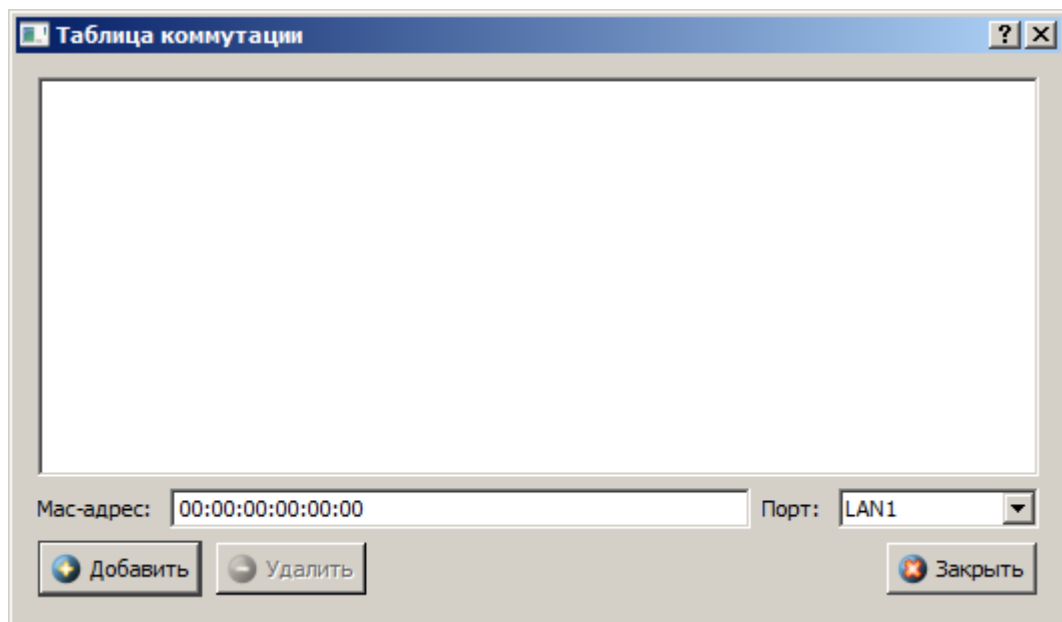 Таблица коммутации
Mac-адрес: 00:00:00:00:00:00 Порт: LAN1
Добавить Удалить Закрыть